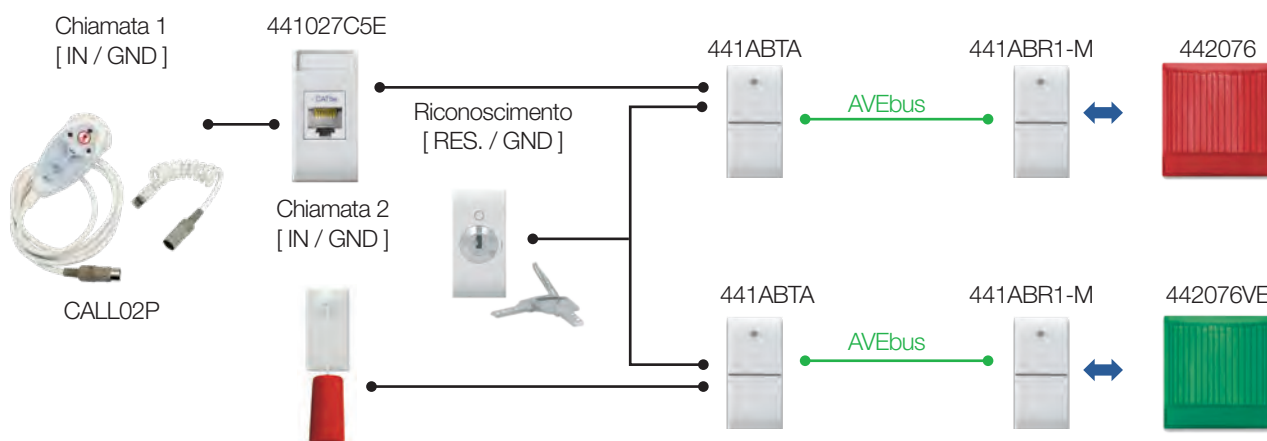 Chiamata 1
[ IN / GND ]
441027C5E
441ABTA
441ABR1-M
442076
CAT5e
AVEbus
Riconoscimento
[ RES. / GND ]
Chiamata 2
[ IN / GND ]
CALL02P
441ABTA
441ABR1-M
442076VE
AVEbus